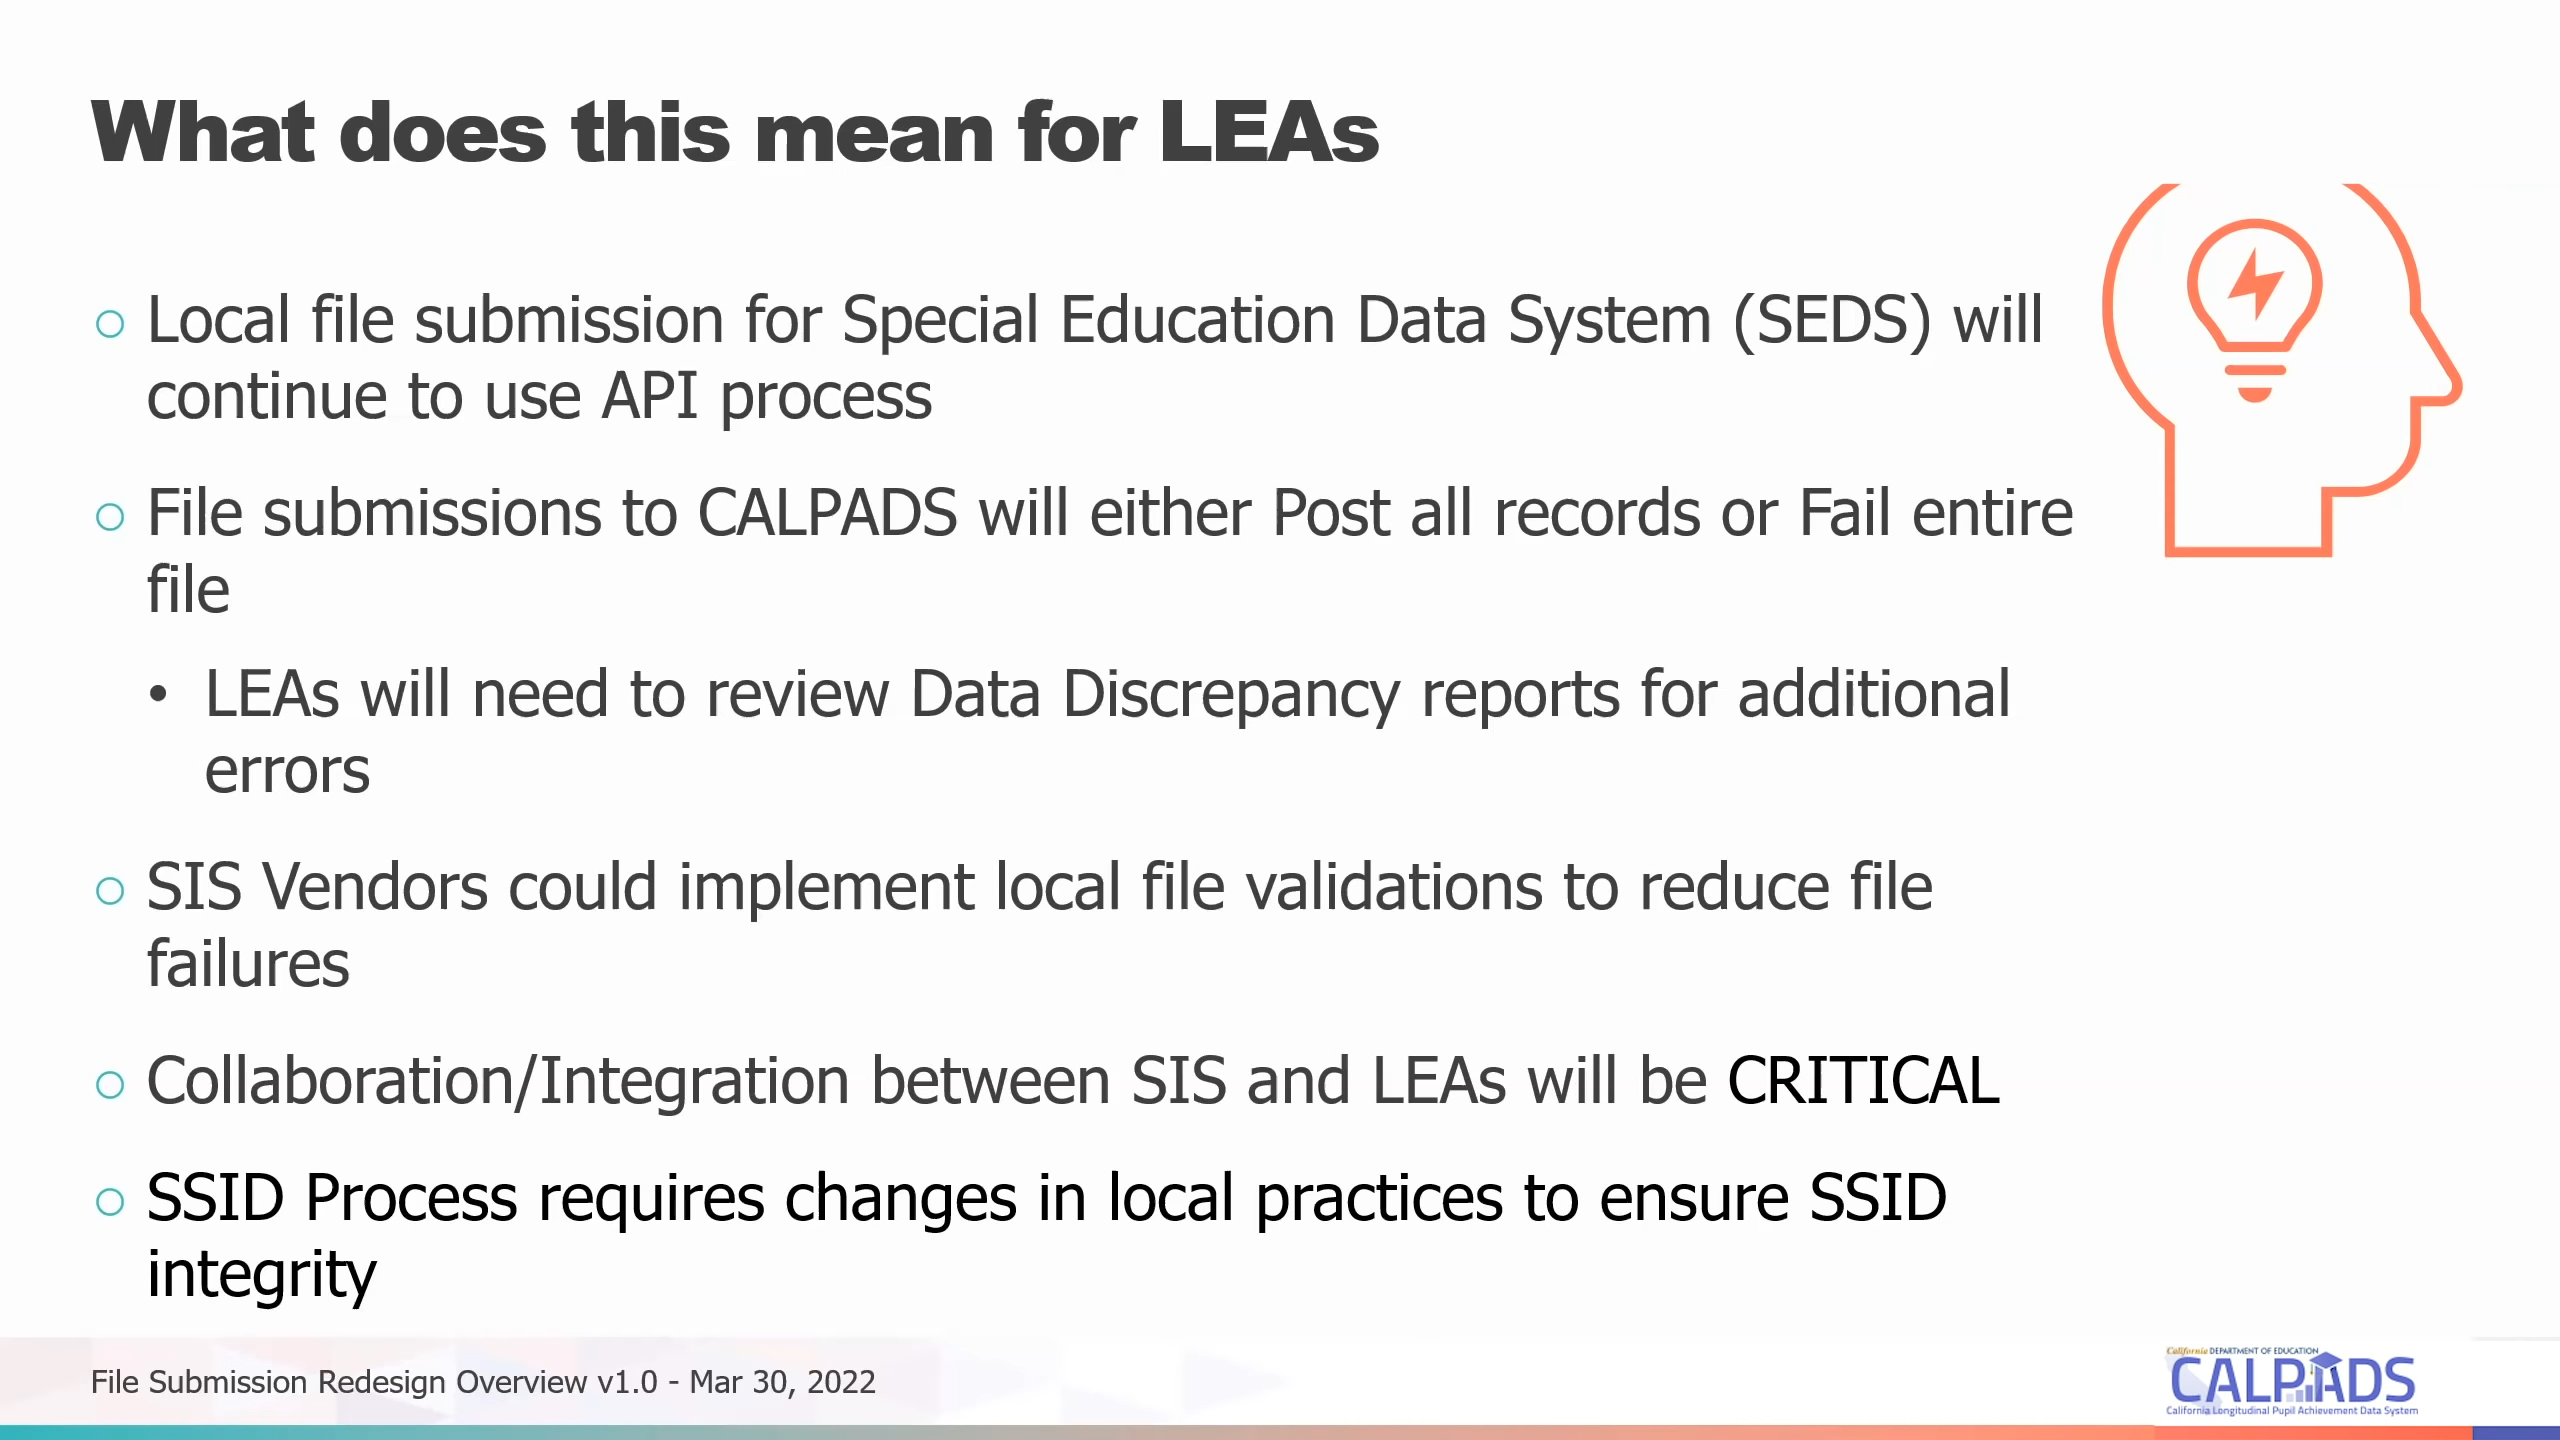 What does this mean for LEAs
○ Local file submission for Special Education Data System (SEDS) will
continue to use API process
○ File submissions to CALPADS will either Post all records or Fail entire
file
• LEAs will need to review Data Discrepancy reports for additional
errors
○ SIS Vendors could implement local file validations to reduce file
failures
○ Collaboration/Integration between SIS and LEAs will be CRITICAL
○ SSID Process requires changes in local practices to ensure SSID
integrity
File Submission Redesign Overview v1.0 - Mar 30, 2022
California DEPARTMENT OF EDUCATION
CALPADS
California Longitudinal Pupil Achievement Data System